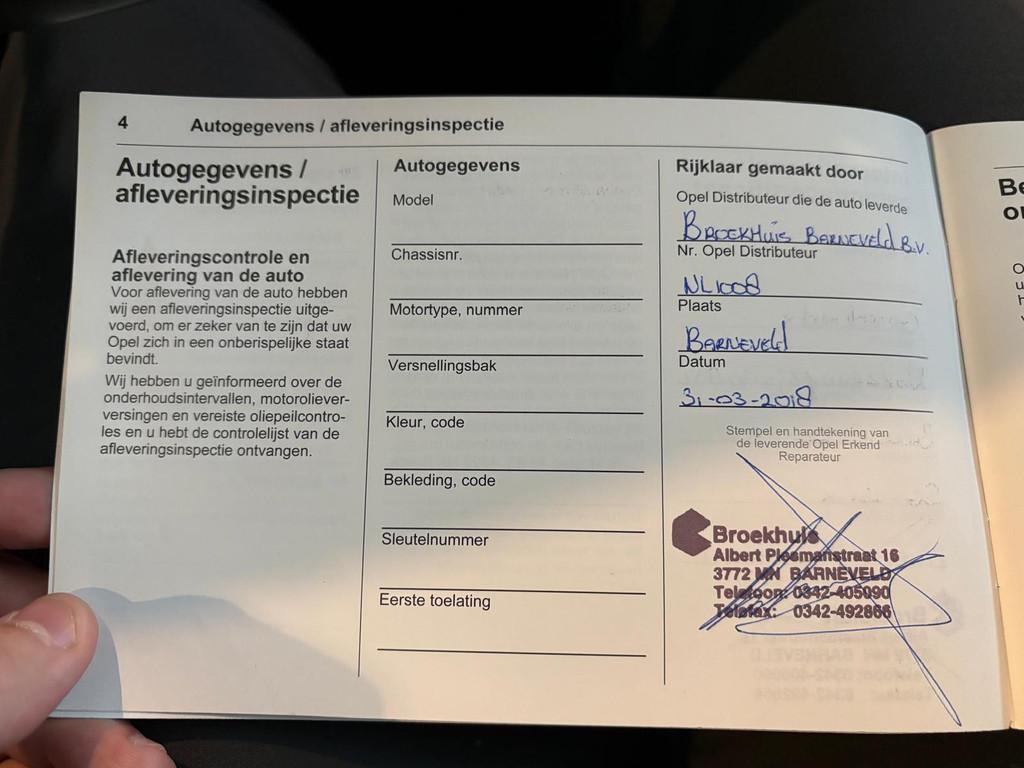 4 Autogegevens / afleveringsinspectie
Autogegevens /
afleveringsinspectie
Afleveringscontrole en
aflevering van de auto
Voor aflevering van de auto hebben
wij een afleveringsinspectie uitge-
voerd, om er zeker van te zijn dat uw
Opel zich in een onberispelijke staat
bevindt.
Wij hebben u geïnformeerd over de
onderhoudsintervallen, motoroliever-
versingen en vereiste oliepeilcontro-
les en u hebt de controlelijst van de
afleveringsinspectie ontvangen.
Autogegevens
Model
Chassisnr.
Motortype, nummer
Versnellingsbak
Kleur, code
Bekleding, code
Sleutelnummer
Eerste toelating
Rijklaar gemaakt door
Opel Distributeur die de auto leverde
BROEKHUIS BARNEVELD B.V.
Nr. Opel Distributeur
NL1008
Plaats
BARNEVELD
Datum
31-03-2018
Stempel en handtekening van
de leverende Opel Erkend
Reparateur
Broekhuis
Albert Plesmanstraat 16
3772 MN BARNEVELD
Telefoon: 0342-405090
Telefax: 0342-492866